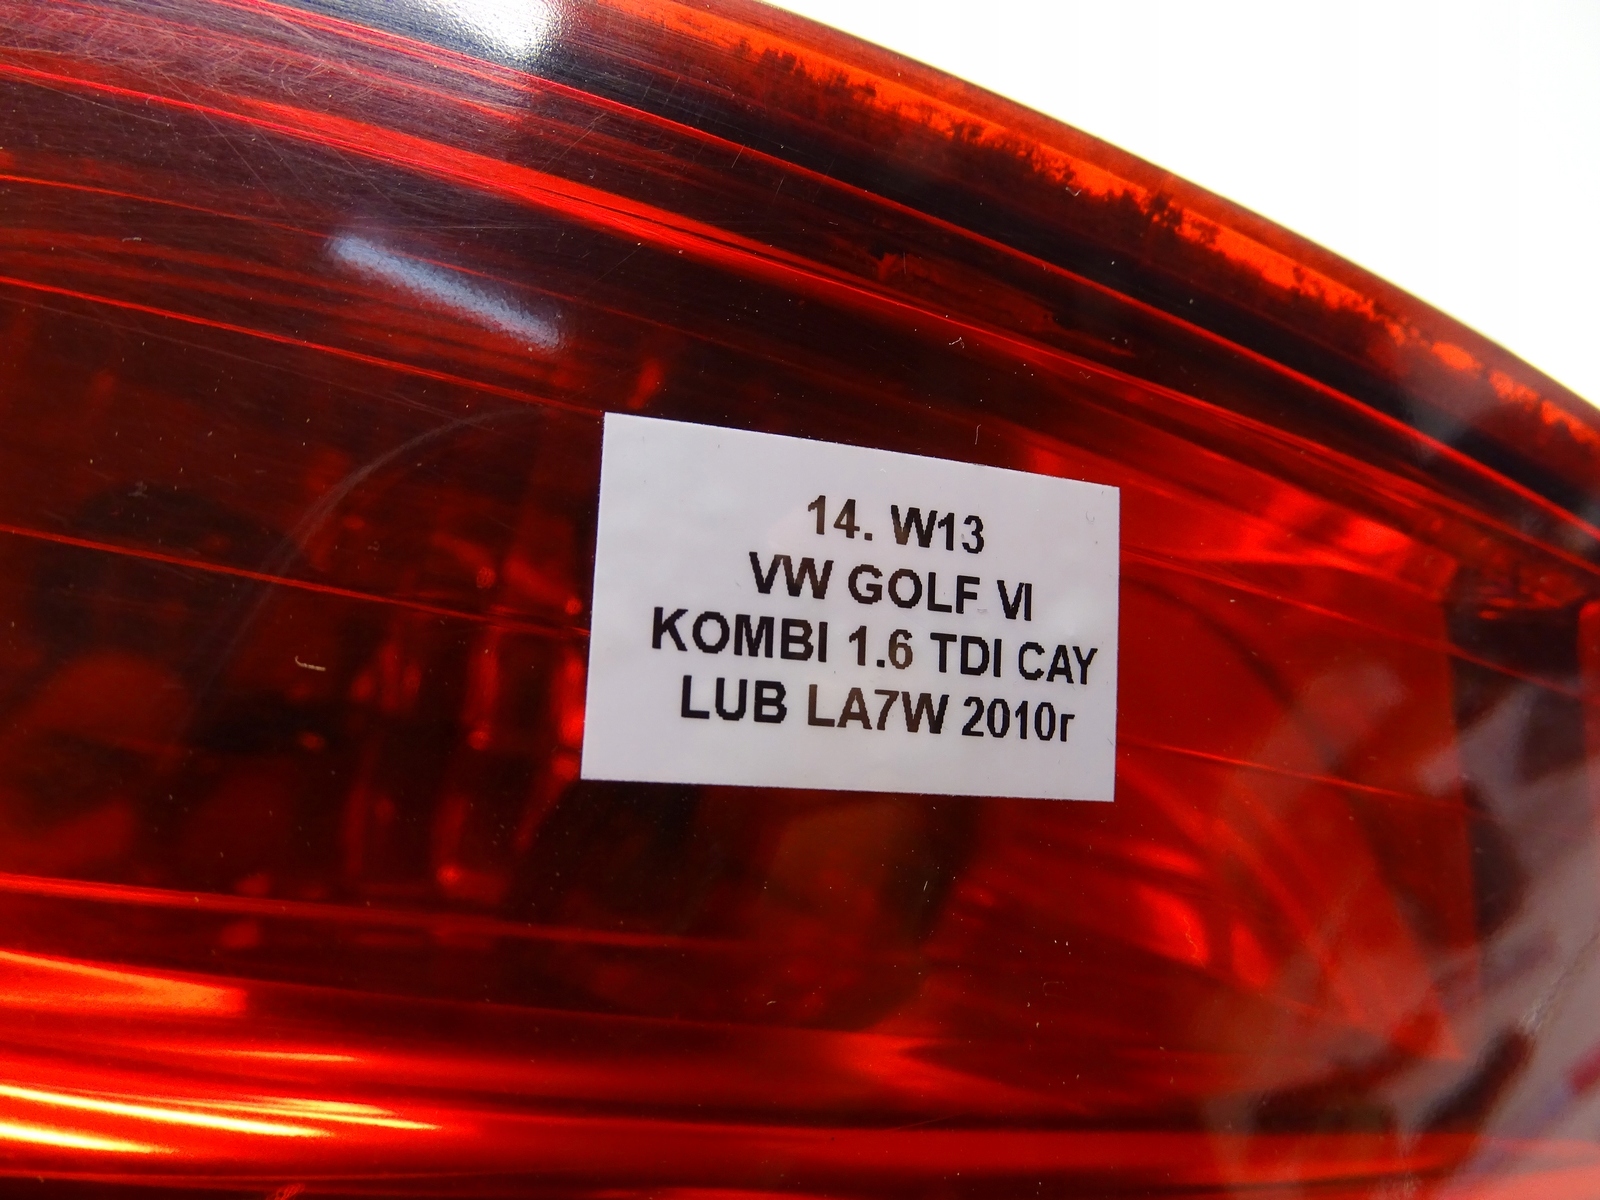 14. W13
VW GOLF VI
KOMBI 1.6 TDI CAY
LUB LA7W 2010r